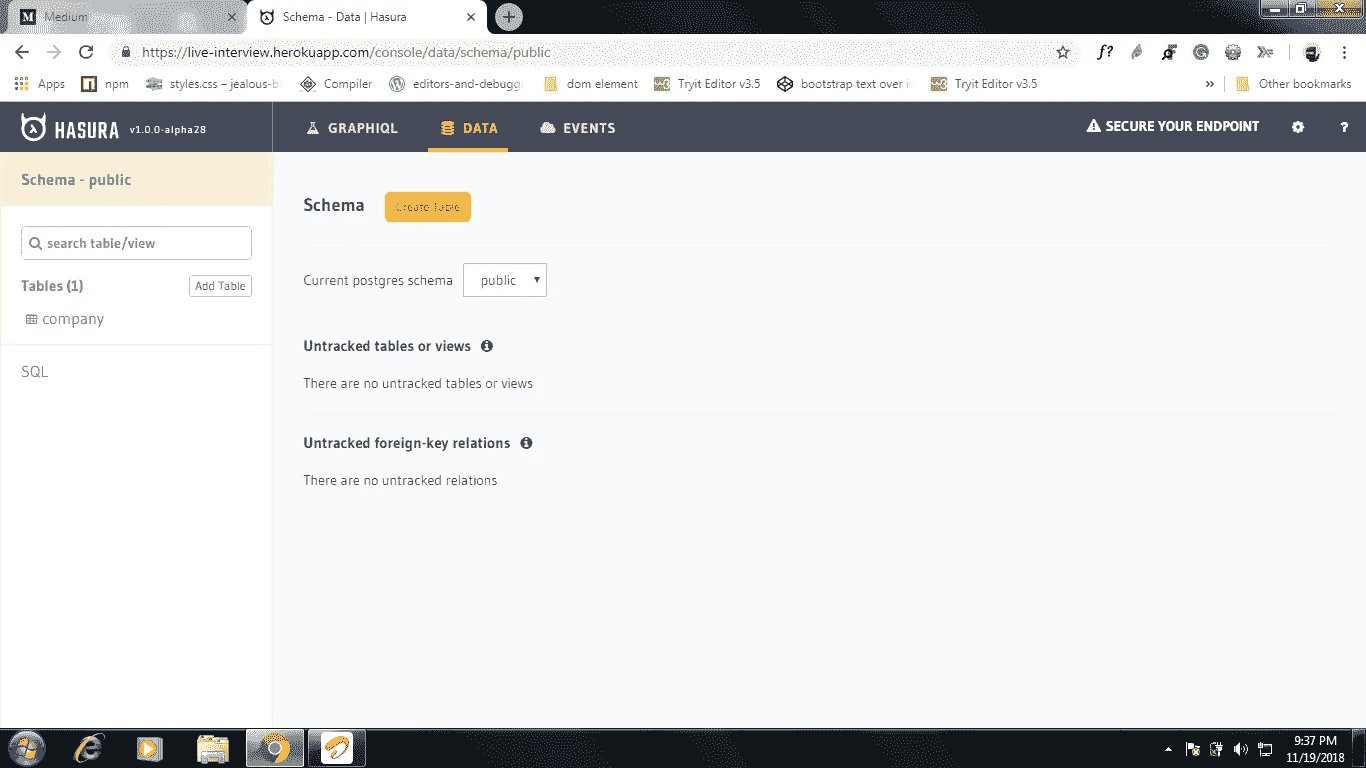 Medium
Schema - Data | Hasura
https://live-interview.herokuapp.com/console/data/schema/public
f?
Apps
npm
styles.css – jealous-b
Compiler
editors-and-debugg
dom element
Tryit Editor v3.5
bootstrap text over i
Tryit Editor v3.5
»
Other bookmarks
HASURA v1.0.0-alpha28
GRAPHIQL
DATA
EVENTS
SECURE YOUR ENDPOINT
?
Schema - public
search table/view
Tables (1)
Add Table
company
SQL
Schema
Create Table
Current postgres schema
public
Untracked tables or views
There are no untracked tables or views
Untracked foreign-key relations
There are no untracked relations
9:37 PM
11/19/2018